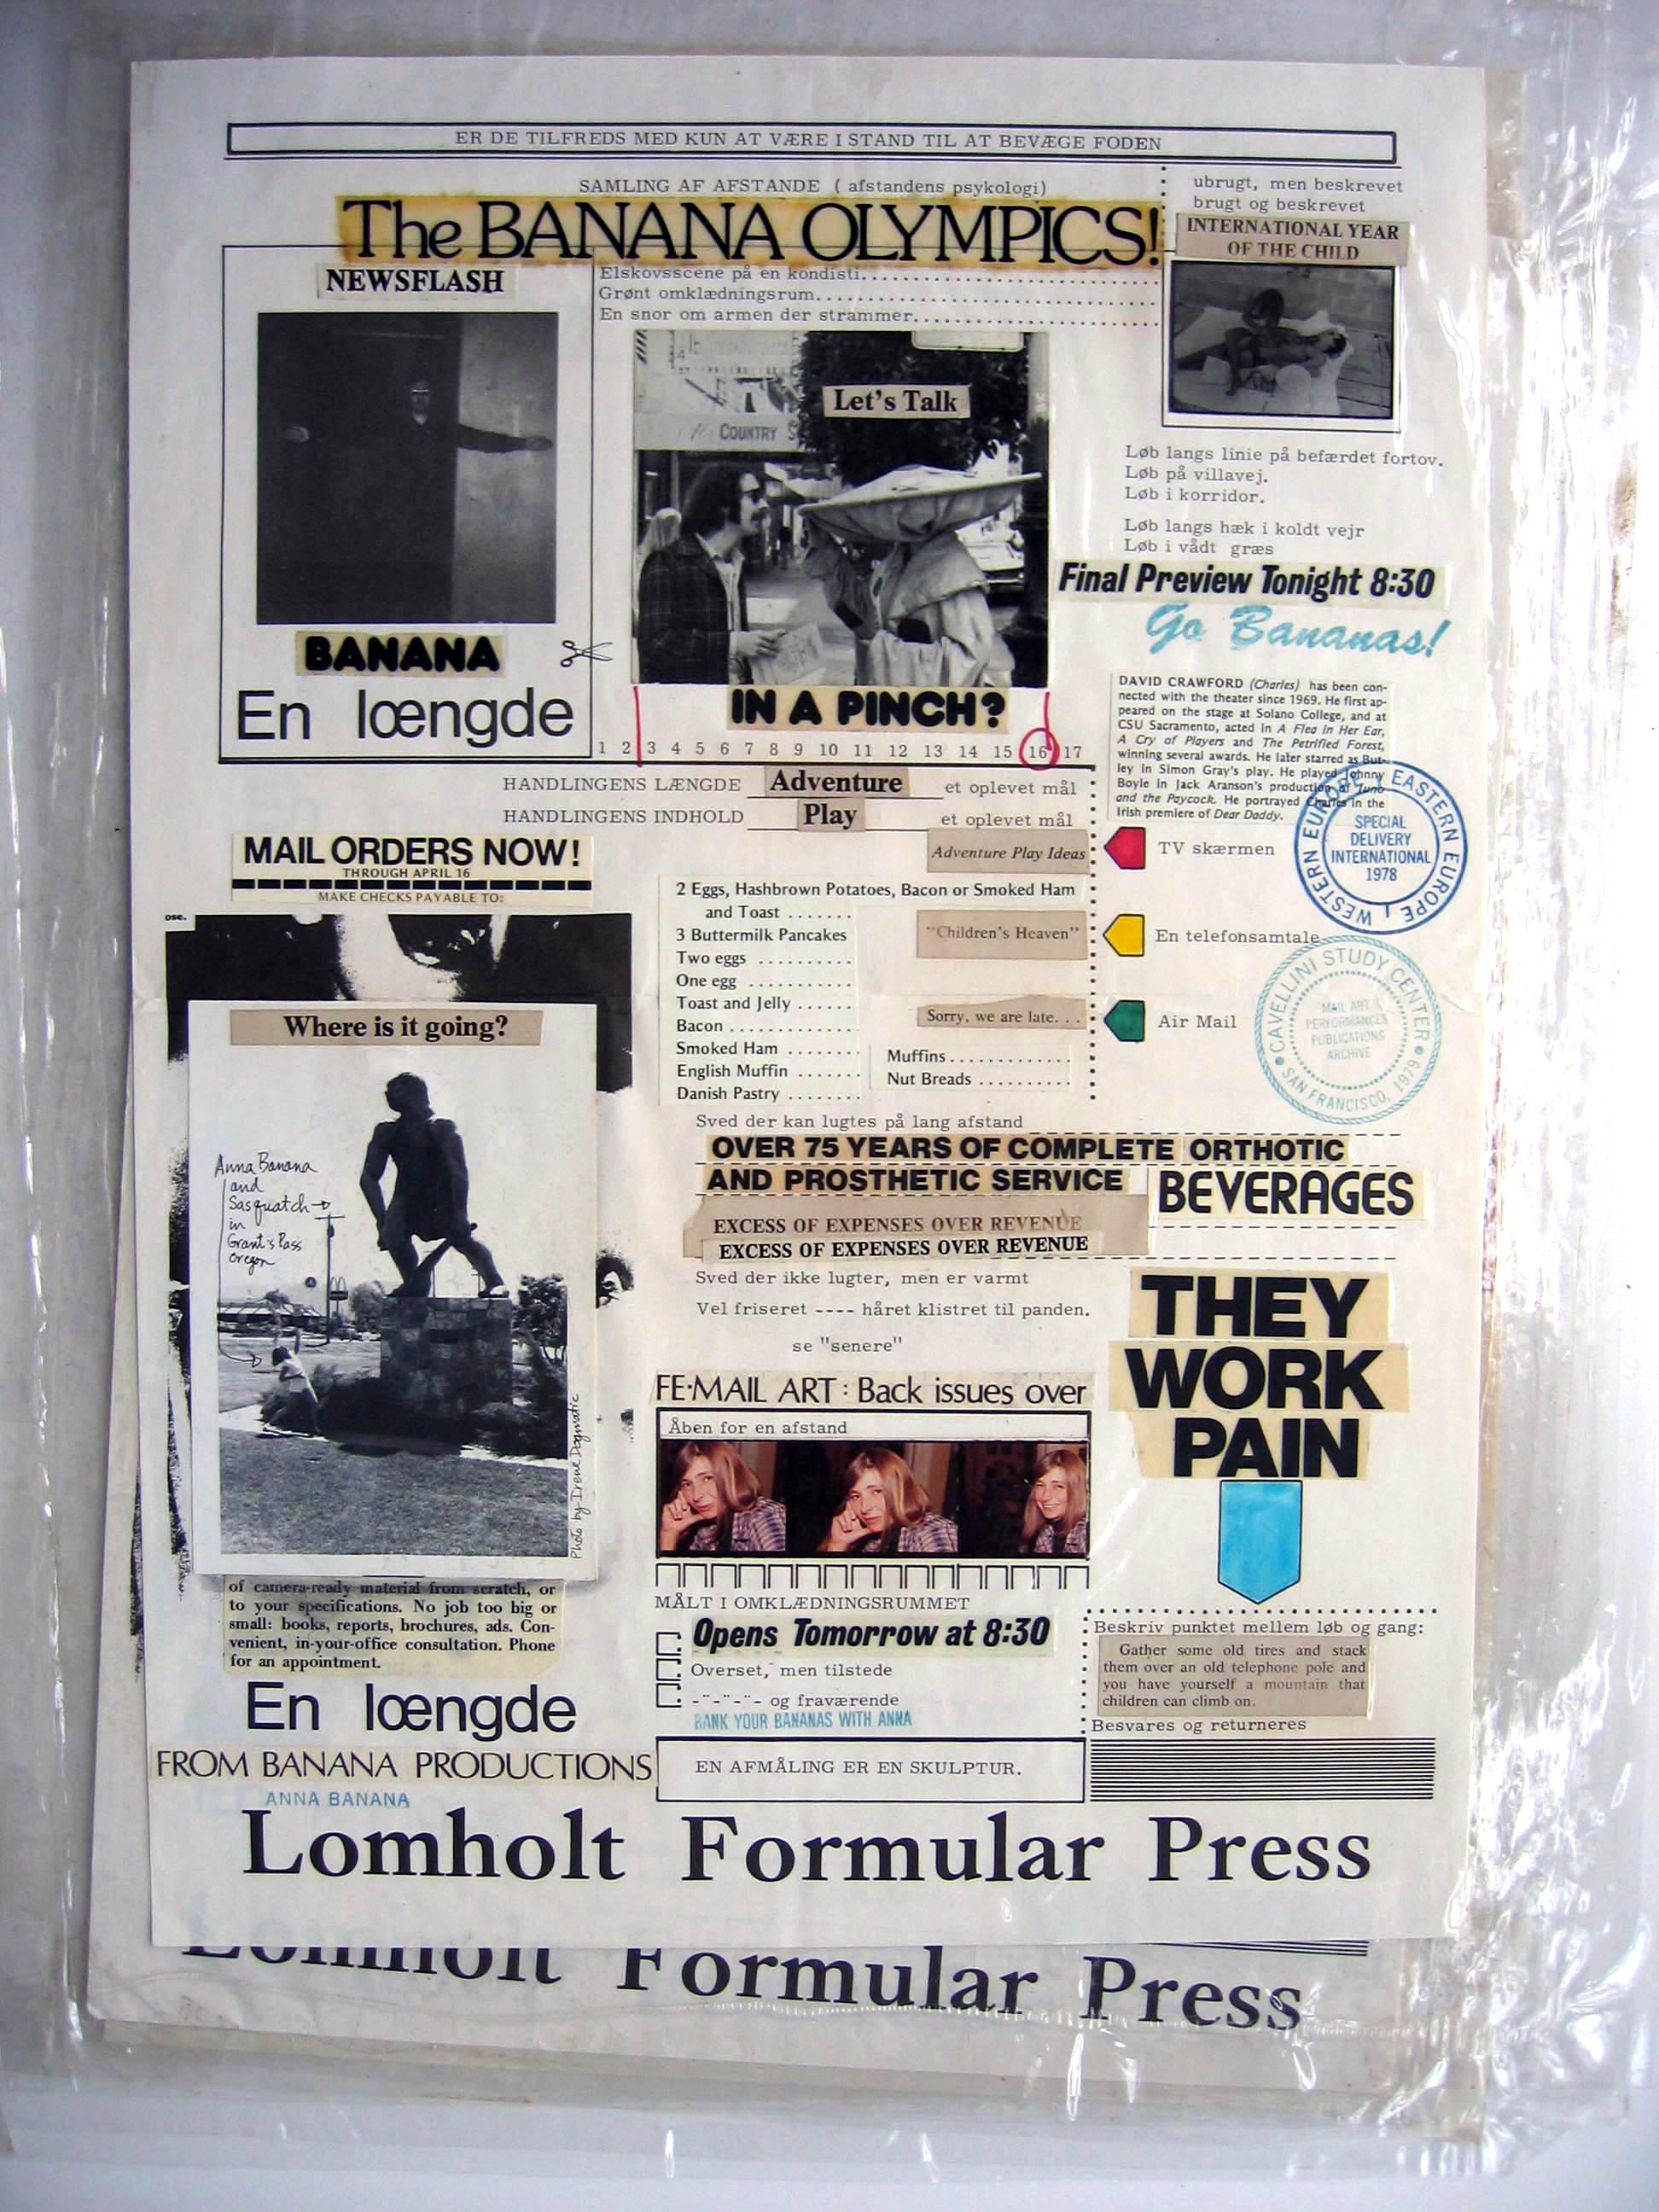 ER DE TILFREDS MED KUN AT VÆRE I STAND TIL AT BEVÆGE FODEN
SAMLING AF AFSTANDE ( afstandens psykologi)
The BANANA OLYMPICS!
ubrugt, men beskrevet
brugt og beskrevet
INTERNATIONAL YEAR
OF THE CHILD
NEWSFLASH
BANANA
En længde
Elskovsscene på en konditi..............................
Grønt omklædningsrum..............................
En snor om armen der strammer..............................
COUNTRY
Let's Talk
IN A PINCH?
1 2 3 4 5 6 7 8 9 10 11 12 13 14 15 16 17
Løb langs linie på befærdet fortov.
Løb på villavej.
Løb i korridor.
Løb langs hæk i koldt vejr
Løb i vådt græs
Final Preview Tonight 8:30
Go Bananas!
DAVID CRAWFORD (Charles) has been con-
nected with the theater since 1969. He first ap-
peared on the stage at Solano College, and at
CSU Sacramento, acted in A Flea in Her Ear,
A Cry of Players and The Petrified Forest,
winning several awards. He later starred as But-
ley in Simon Gray's play. He played Johnny
Boyle in Jack Aranson's production of Juno
and the Paycock. He portrayed Charles in the
Irish premiere of Dear Daddy.
WESTERN EUROPE / EASTERN EUROPE /
SPECIAL
DELIVERY
INTERNATIONAL
1978
HANDLINGENS LÆNGDE Adventure et oplevet mål
HANDLINGENS INDHOLD Play et oplevet mål
Adventure Play Ideas
TV skærmen
MAIL ORDERS NOW!
THROUGH APRIL 16
MAKE CHECKS PAYABLE TO:
ose.
2 Eggs, Hashbrown Potatoes, Bacon or Smoked Ham
and Toast .......
3 Buttermilk Pancakes
Two eggs ..........
One egg ...........
Toast and Jelly ......
Bacon .............
Smoked Ham ........
English Muffin .......
Danish Pastry ........
"Children's Heaven"
Sorry, we are late. . .
Muffins .............
Nut Breads ..........
En telefonsamtale
Air Mail
CAVELLINI STUDY CENTER
SAN FRANCISCO, 1979
MAIL ART
PERFORMANCES
PUBLICATIONS
ARCHIVE
Where is it going?
Anna Banana
and
Sasquatch
in
Grant's Pass
Oregon
Photo by Irene Dogmatic
Sved der kan lugtes på lang afstand
OVER 75 YEARS OF COMPLETE ORTHOTIC
AND PROSTHETIC SERVICE
BEVERAGES
EXCESS OF EXPENSES OVER REVENUE
EXCESS OF EXPENSES OVER REVENUE
Sved der ikke lugter, men er varmt
Vel friseret ---- håret klistret til panden.
se "senere"
THEY
WORK
PAIN
FE·MAIL ART: Back issues over
Åben for en afstand
MÅLT I OMKLÆDNINGSRUMMET
Opens Tomorrow at 8:30
Overset, men tilstede
-"-"-"- og fraværende
BANK YOUR BANANAS WITH ANNA
Beskriv punktet mellem løb og gang:
Gather some old tires and stack
them over an old telephone pole and
you have yourself a mountain that
children can climb on.
Besvares og returneres
of camera-ready material from scratch, or
to your specifications. No job too big or
small: books, reports, brochures, ads. Con-
venient, in-your-office consultation. Phone
for an appointment.
En længde
FROM BANANA PRODUCTIONS
ANNA BANANA
EN AFMÅLING ER EN SKULPTUR.
Lomholt Formular Press
Lomholt Formular Press